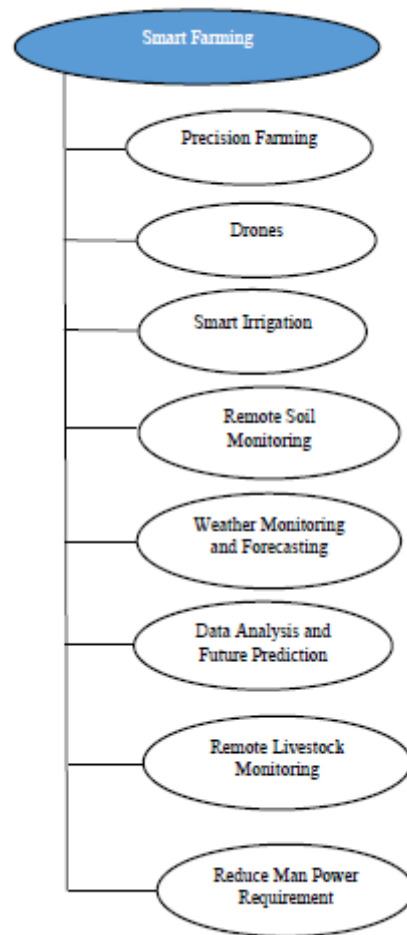 Smart Farming
Precision Farming
Drones
Smart Irrigation
Remote Soil
Monitoring
Weather Monitoring
and Forecasting
Data Analysis and
Future Prediction
Remote Livestock
Monitoring
Reduce Man Power
Requirement